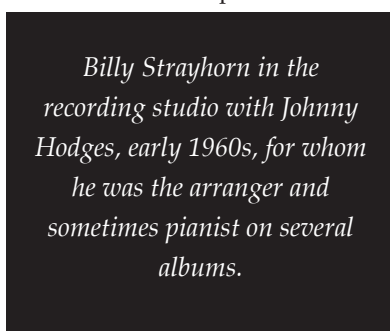 Billy Strayhorn in the
recording studio with Johnny
Hodges, early 1960s, for whom
he was the arranger and
sometimes pianist on several
albums.